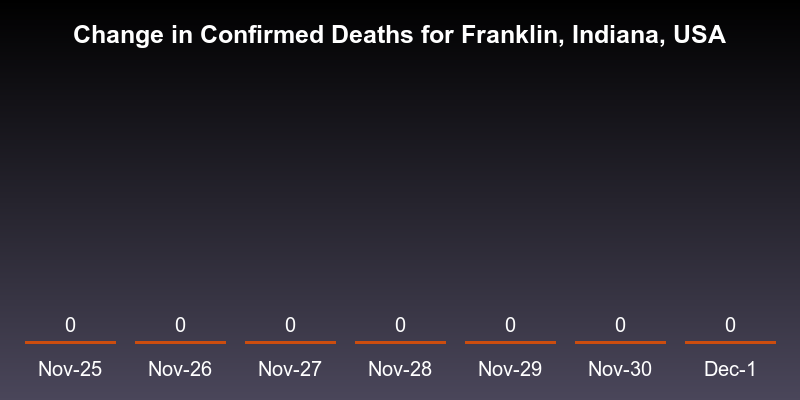 Change in Confirmed Deaths for Franklin, Indiana, USA
0 0 0 0 0 0 0
Nov-25 Nov-26 Nov-27 Nov-28 Nov-29 Nov-30 Dec-1